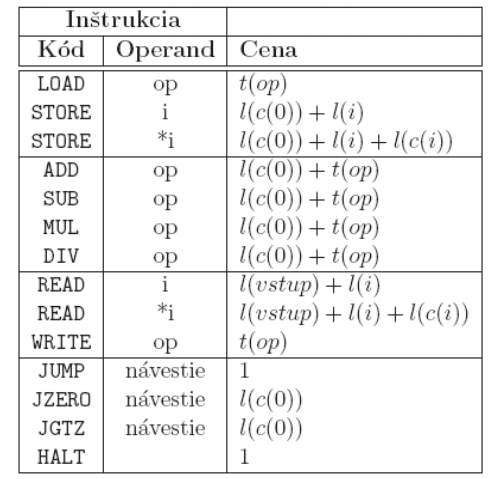 Inštrukcia
Kód Operand Cena
LOAD op t(op)
STORE i l(c(0)) + l(i)
STORE *i l(c(0)) + l(i) + l(c(i))
ADD op l(c(0)) + t(op)
SUB op l(c(0)) + t(op)
MUL op l(c(0)) + t(op)
DIV op l(c(0)) + t(op)
READ i l(vstup) + l(i)
READ *i l(vstup) + l(i) + l(c(i))
WRITE op t(op)
JUMP návestie 1
JZERO návestie l(c(0))
JGTZ návestie l(c(0))
HALT 1